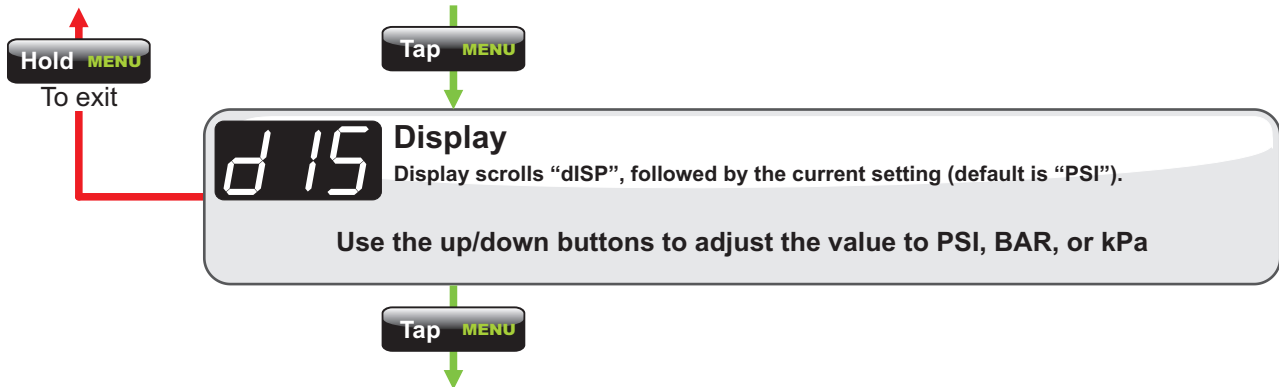 Hold MENU
To exit
Tap MENU
dIS
Display
Display scrolls “dISP”, followed by the current setting (default is “PSI”).
Use the up/down buttons to adjust the value to PSI, BAR, or kPa
Tap MENU